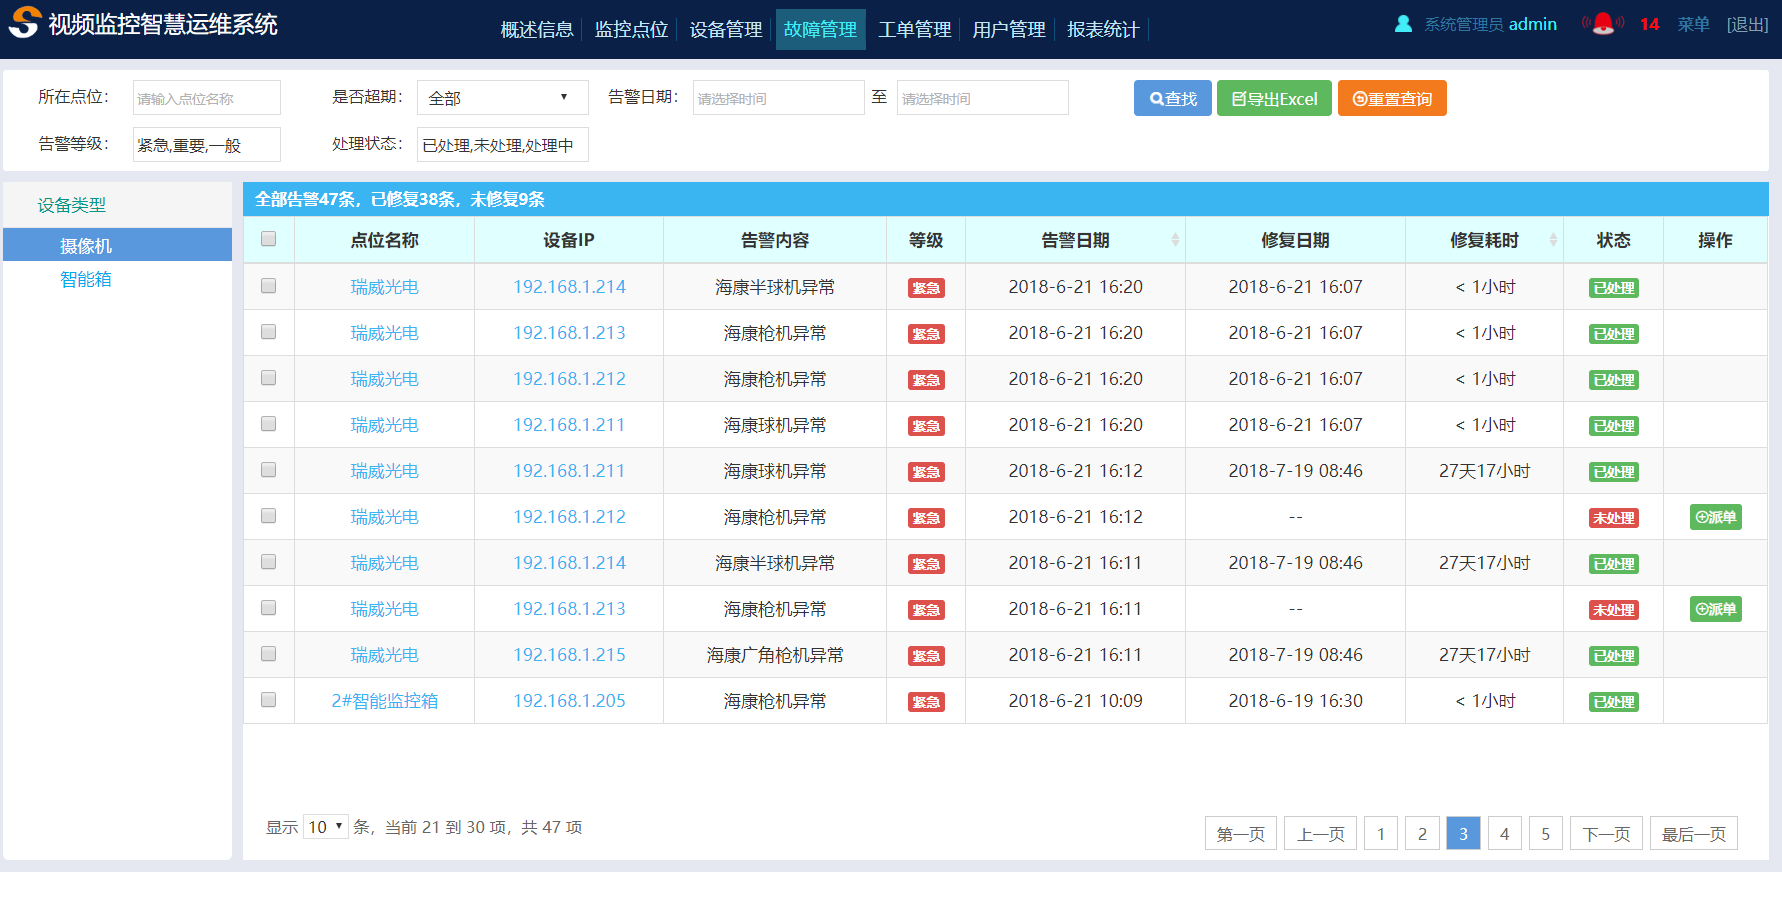 视频监控智慧运维系统
概述信息 监控点位 设备管理 故障管理 工单管理 用户管理 报表统计
系统管理员 admin 14 菜单 [退出]
所在点位: 请输入点位名称 是否超期: 全部 告警日期: 请选择时间 至 请选择时间 查找 导出Excel 重置查询
告警等级: 紧急,重要,一般 处理状态: 已处理,未处理,处理中
设备类型
摄像机
智能箱
全部告警47条，已修复38条，未修复9条
点位名称 设备IP 告警内容 等级 告警日期 修复日期 修复耗时 状态 操作
瑞威光电 192.168.1.214 海康半球机异常 紧急 2018-6-21 16:20 2018-6-21 16:07 < 1小时 已处理
瑞威光电 192.168.1.213 海康枪机异常 紧急 2018-6-21 16:20 2018-6-21 16:07 < 1小时 已处理
瑞威光电 192.168.1.212 海康枪机异常 紧急 2018-6-21 16:20 2018-6-21 16:07 < 1小时 已处理
瑞威光电 192.168.1.211 海康球机异常 紧急 2018-6-21 16:20 2018-6-21 16:07 < 1小时 已处理
瑞威光电 192.168.1.211 海康球机异常 紧急 2018-6-21 16:12 2018-7-19 08:46 27天17小时 已处理
瑞威光电 192.168.1.212 海康枪机异常 紧急 2018-6-21 16:12 -- 未处理 派单
瑞威光电 192.168.1.214 海康半球机异常 紧急 2018-6-21 16:11 2018-7-19 08:46 27天17小时 已处理
瑞威光电 192.168.1.213 海康枪机异常 紧急 2018-6-21 16:11 -- 未处理 派单
瑞威光电 192.168.1.215 海康广角枪机异常 紧急 2018-6-21 16:11 2018-7-19 08:46 27天17小时 已处理
2#智能监控箱 192.168.1.205 海康枪机异常 紧急 2018-6-21 10:09 2018-6-19 16:30 < 1小时 已处理
显示 10 条，当前 21 到 30 项，共 47 项
第一页 上一页 1 2 3 4 5 下一页 最后一页